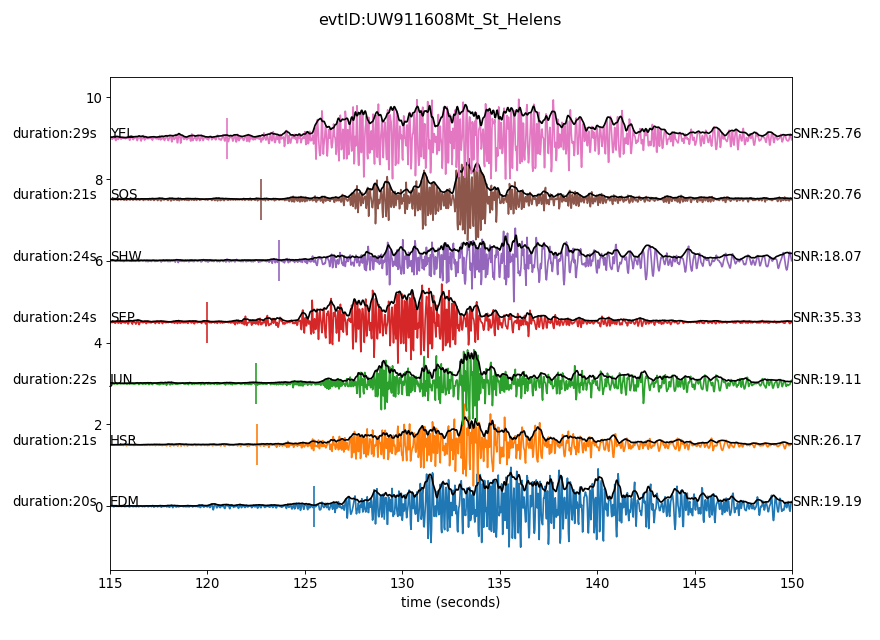 evtID:UW911608Mt_St_Helens
10
duration:29s YEL SNR:25.76
8
duration:21s SOS SNR:20.76
duration:24s SHW SNR:18.07
6
duration:24s SEP SNR:35.33
4
duration:22s JUN SNR:19.11
2
duration:21s HSR SNR:26.17
duration:20s EDM SNR:19.19
0
115 120 125 130 135 140 145 150
time (seconds)